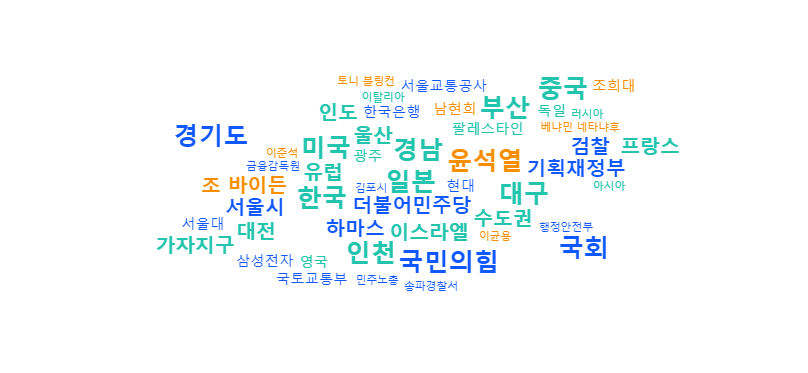 토니 블링컨 서울교통공사 중국 조희대
이탈리아
인도 한국은행 남현희 부산 독일 러시아
경기도 울산 팔레스타인 베냐민 네타냐후
이준석 미국 광주 경남 윤석열 검찰 프랑스
금융감독원 유럽 기획재정부
조 바이든 한국 김포시 일본 현대 대구 아시아
서울시 더불어민주당
서울대 대전 하마스 이스라엘 수도권 행정안전부
가자지구 이균용
삼성전자 영국 인천 국민의힘 국회
국토교통부 민주노총 송파경찰서